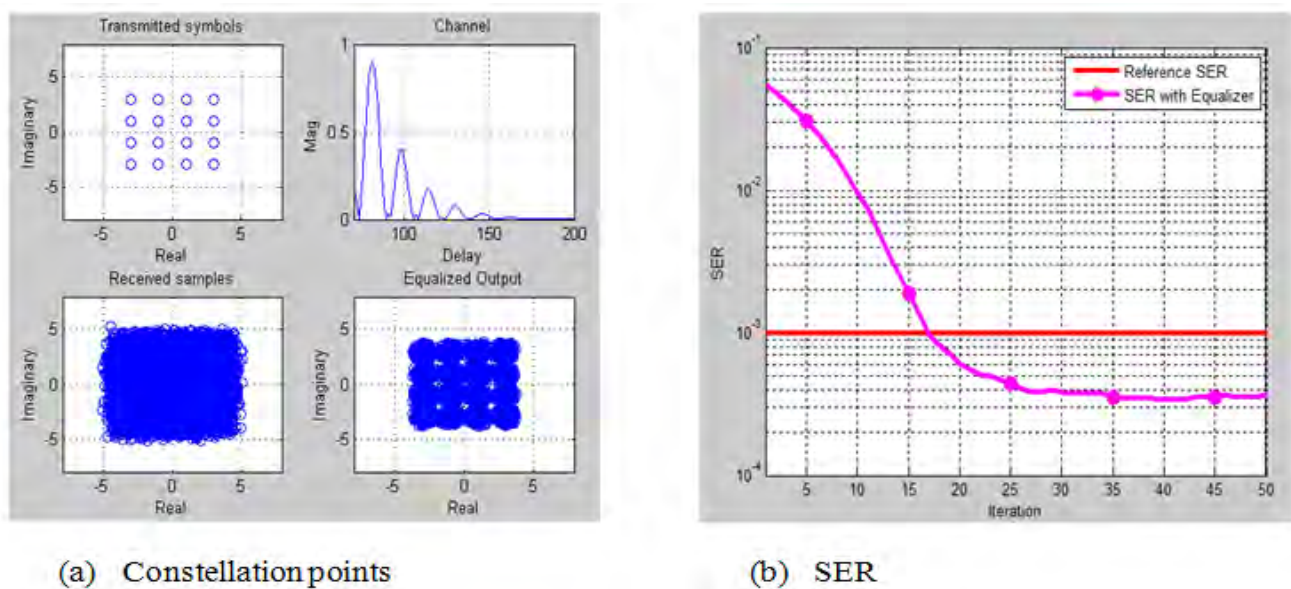 Transmitted symbols
5
0
-5
Imaginary
-5 0 5
Real
Channel
1
0.5
0
Mag
100 150 200
Delay
Received samples
5
0
-5
Imaginary
-5 0 5
Real
Equalized Output
5
0
-5
Imaginary
-5 0 5
Real
(a) Constellation points
10-1
10-2
10-3
10-4
SER
Reference SER
SER with Equalizer
5 10 15 20 25 30 35 40 45 50
Iteration
(b) SER